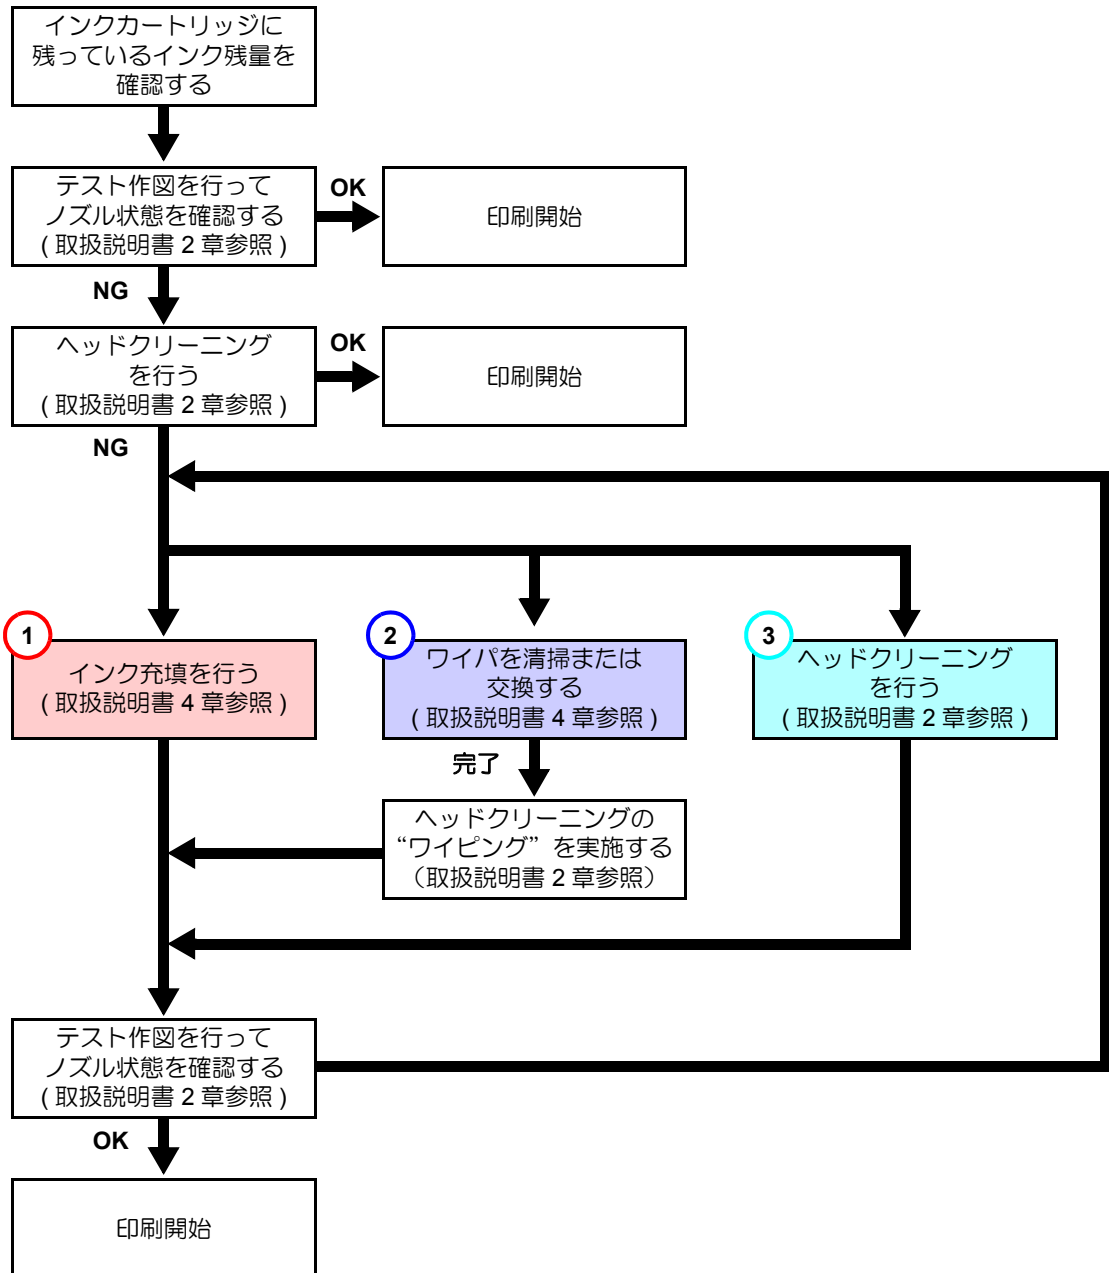 インクカートリッジに
残っているインク残量を
確認する
テスト作図を行って
ノズル状態を確認する
( 取扱説明書 2 章参照 )
OK
印刷開始
NG
ヘッドクリーニング
を行う
( 取扱説明書 2 章参照 )
OK
印刷開始
NG
1
インク充填を行う
( 取扱説明書 4 章参照 )
2
ワイパを清掃または
交換する
( 取扱説明書 4 章参照 )
3
ヘッドクリーニング
を行う
( 取扱説明書 2 章参照 )
完了
ヘッドクリーニングの
“ワイピング”を実施する
（取扱説明書 2 章参照）
テスト作図を行って
ノズル状態を確認する
( 取扱説明書 2 章参照 )
OK
印刷開始